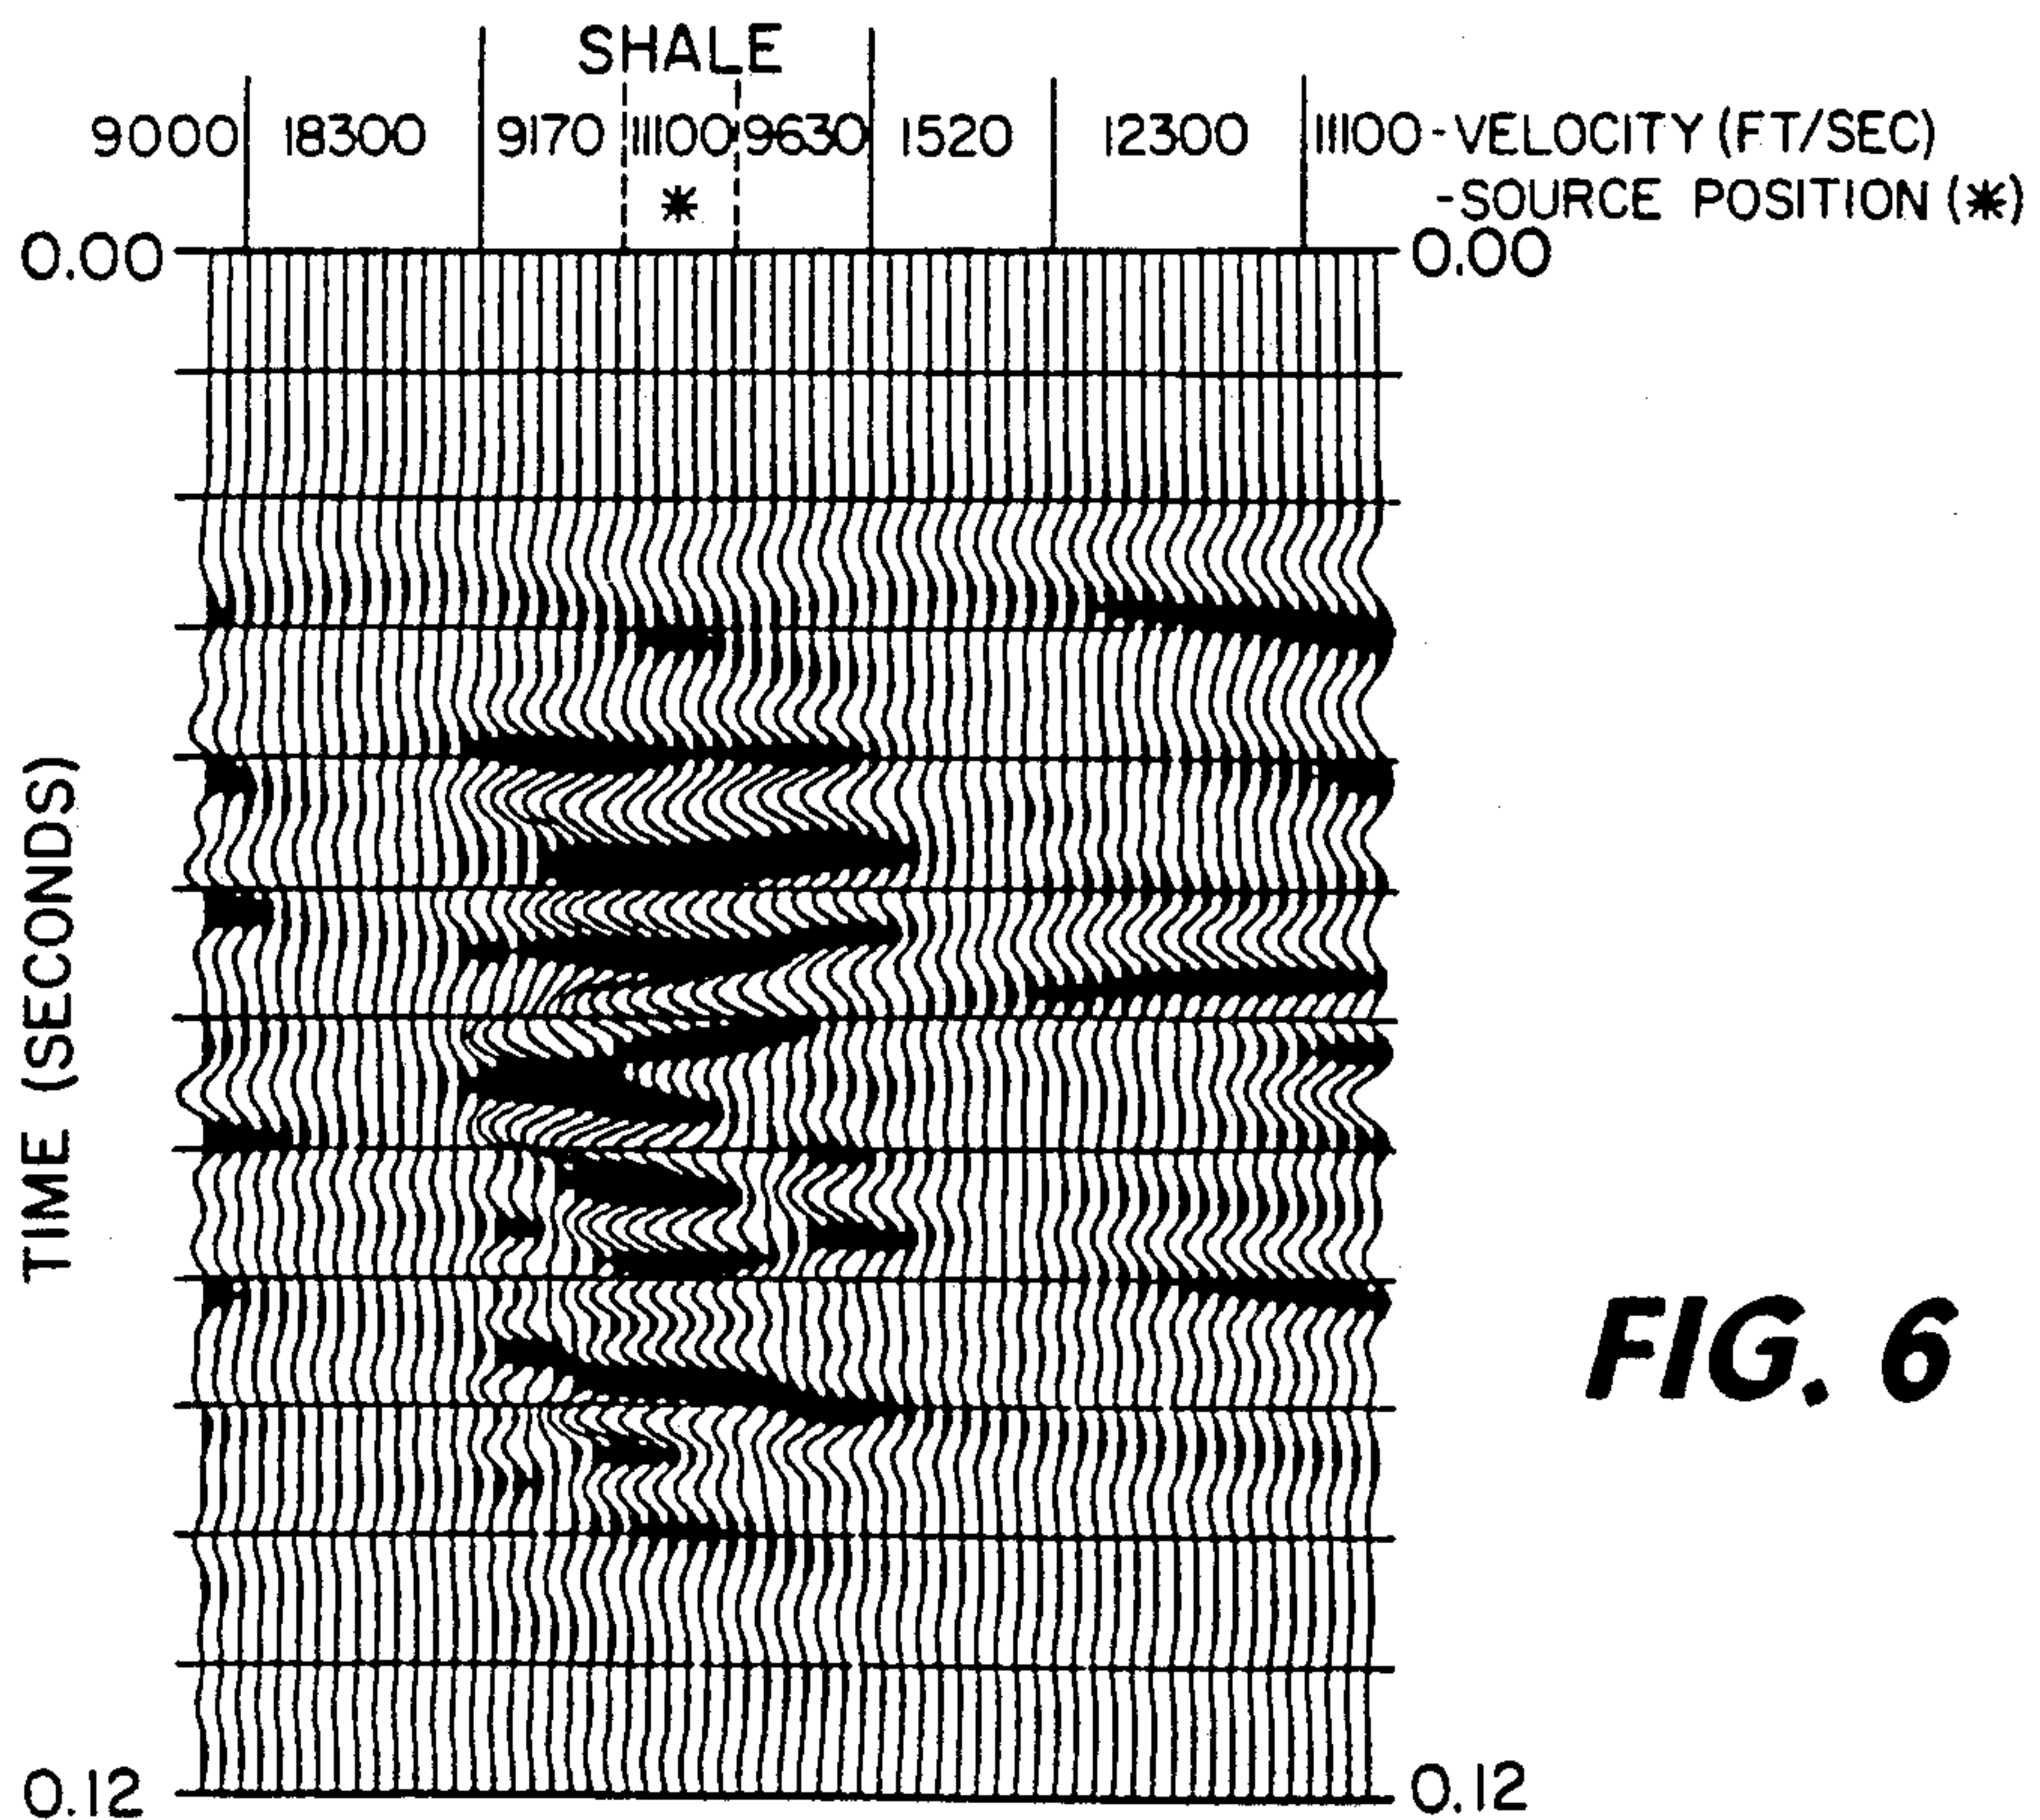 SHALE
9000 18300 9170 11100 9630 1520 12300 11100-VELOCITY (FT/SEC)
* -SOURCE POSITION (*)
0.00 0.00
TIME (SECONDS)
FIG. 6
0.12 0.12